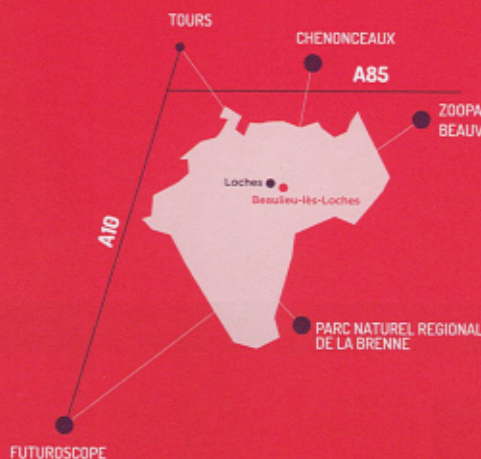 TOURS
CHENONCEAUX
A85
ZOOPA
BEAUV
Loches
Beaulieu-lès-Loches
A10
PARC NATUREL REGIONAL
DE LA BRENNE
FUTUROSCOPE